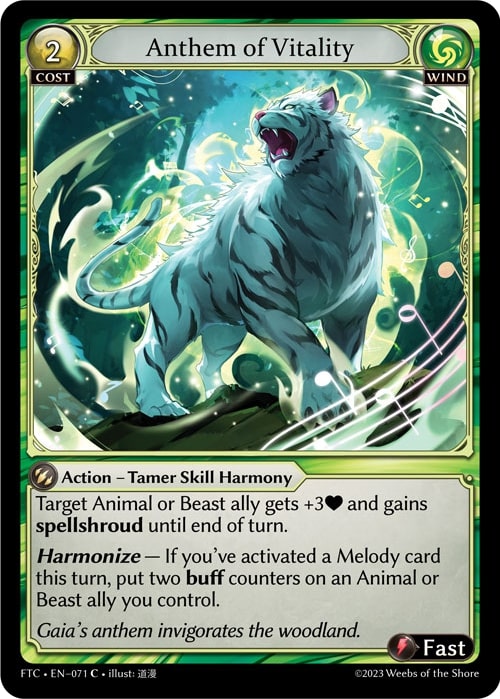 2
COST
Anthem of Vitality
WIND
Action – Tamer Skill Harmony
Target Animal or Beast ally gets +3♥ and gains
spellshroud until end of turn.
Harmonize — If you've activated a Melody card
this turn, put two buff counters on an Animal or
Beast ally you control.
Gaia's anthem invigorates the woodland.
Fast
FTC • EN–071 C • illust: 道漫
©2023 Weebs of the Shore